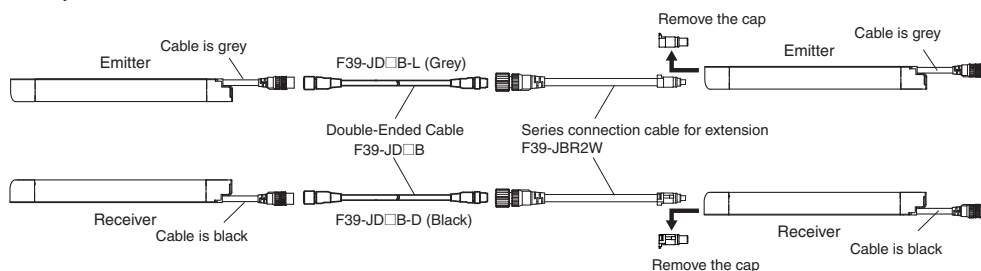 Remove the cap
Cable is grey
Emitter
F39-JD□B-L (Grey)
Emitter
Cable is grey
Double-Ended Cable
F39-JD□B
Series connection cable for extension
F39-JBR2W
Receiver
Cable is black
F39-JD□B-D (Black)
Receiver
Cable is black
Remove the cap